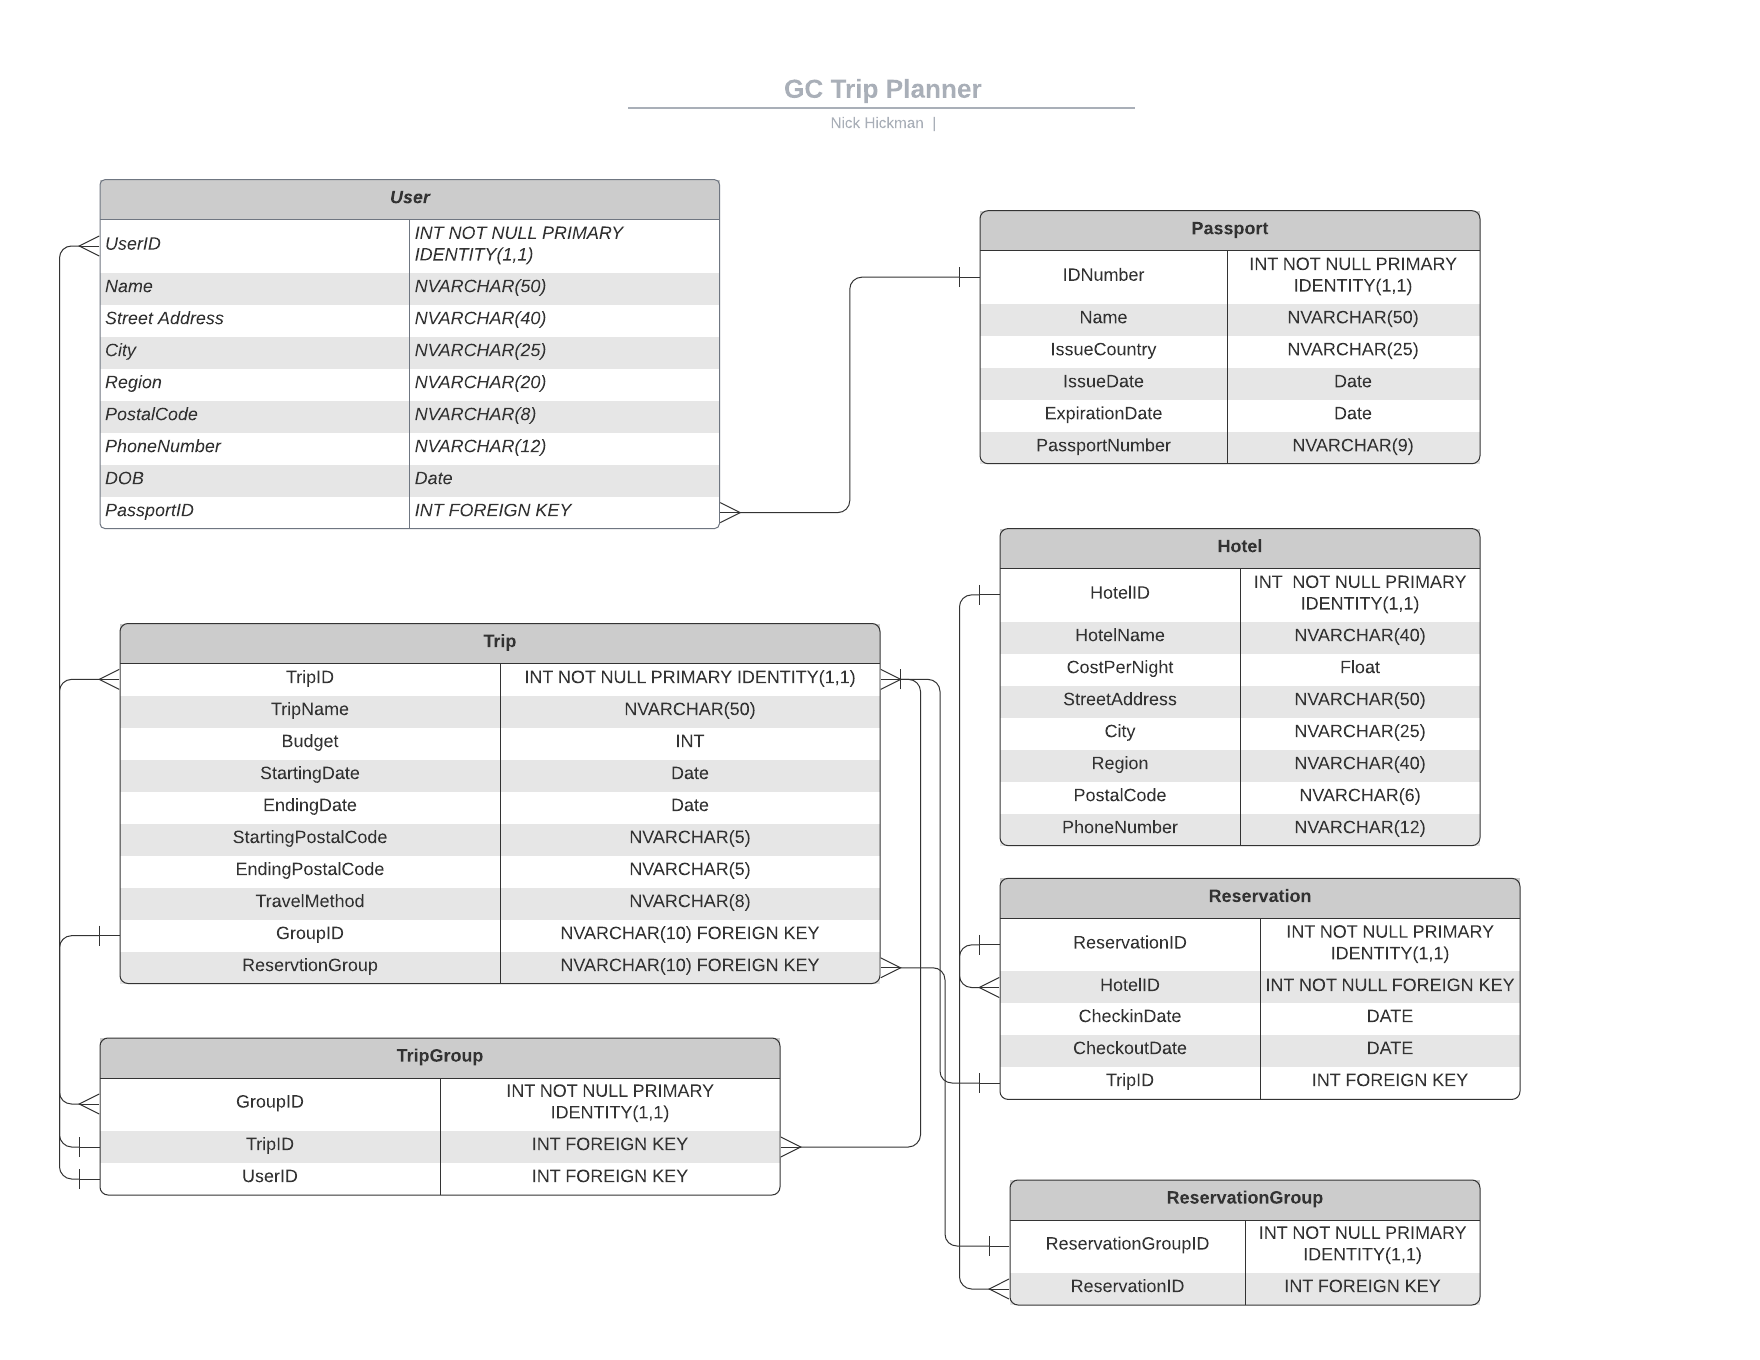 GC Trip Planner
Nick Hickman |
User
UserID
INT NOT NULL PRIMARY
IDENTITY(1,1)
Name
NVARCHAR(50)
Street Address
NVARCHAR(40)
City
NVARCHAR(25)
Region
NVARCHAR(20)
PostalCode
NVARCHAR(8)
PhoneNumber
NVARCHAR(12)
DOB
Date
PassportID
INT FOREIGN KEY
Passport
IDNumber
INT NOT NULL PRIMARY
IDENTITY(1,1)
Name
NVARCHAR(50)
IssueCountry
NVARCHAR(25)
IssueDate
Date
ExpirationDate
Date
PassportNumber
NVARCHAR(9)
Hotel
HotelID
INT  NOT NULL PRIMARY
IDENTITY(1,1)
HotelName
NVARCHAR(40)
CostPerNight
Float
StreetAddress
NVARCHAR(50)
City
NVARCHAR(25)
Region
NVARCHAR(40)
PostalCode
NVARCHAR(6)
PhoneNumber
NVARCHAR(12)
Trip
TripID
INT NOT NULL PRIMARY IDENTITY(1,1)
TripName
NVARCHAR(50)
Budget
INT
StartingDate
Date
EndingDate
Date
StartingPostalCode
NVARCHAR(5)
EndingPostalCode
NVARCHAR(5)
TravelMethod
NVARCHAR(8)
GroupID
NVARCHAR(10) FOREIGN KEY
ReservtionGroup
NVARCHAR(10) FOREIGN KEY
Reservation
ReservationID
INT NOT NULL PRIMARY
IDENTITY(1,1)
HotelID
INT NOT NULL FOREIGN KEY
CheckinDate
DATE
CheckoutDate
DATE
TripID
INT FOREIGN KEY
TripGroup
GroupID
INT NOT NULL PRIMARY
IDENTITY(1,1)
TripID
INT FOREIGN KEY
UserID
INT FOREIGN KEY
ReservationGroup
ReservationGroupID
INT NOT NULL PRIMARY
IDENTITY(1,1)
ReservationID
INT FOREIGN KEY